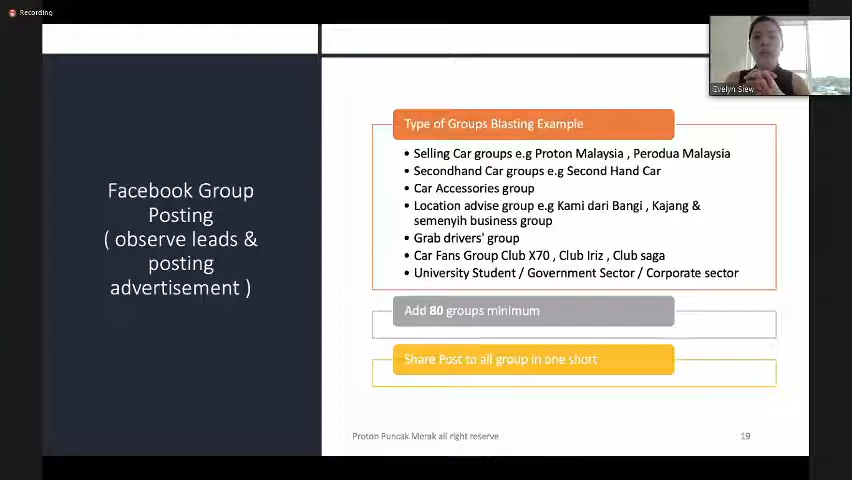 Recording
Evelyn Siew
Facebook Group
Posting
( observe leads &
posting
advertisement )
Type of Groups Blasting Example
• Selling Car groups e.g Proton Malaysia , Perodua Malaysia
• Secondhand Car groups e.g Second Hand Car
• Car Accessories group
• Location advise group e.g Kami dari Bangi , Kajang &
semenyih business group
• Grab drivers' group
• Car Fans Group Club X70 , Club Iriz , Club saga
• University Student / Government Sector / Corporate sector
Add 80 groups minimum
Share Post to all group in one short
Proton Puncak Merak all right reserve
19